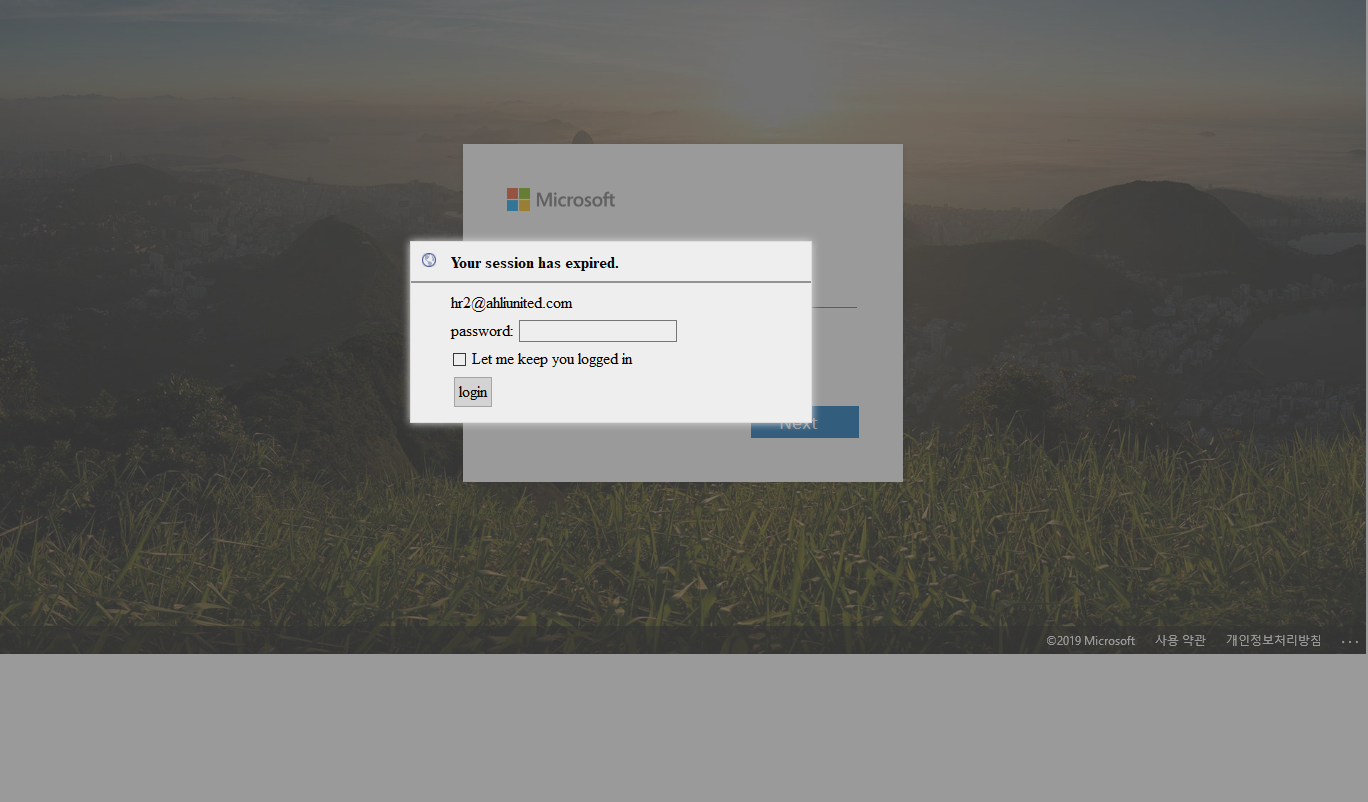 Microsoft
Your session has expired.
hr2@ahliunited.com
password:
Let me keep you logged in
login
Next
©2019 Microsoft 사용 약관 개인정보처리방침 ...